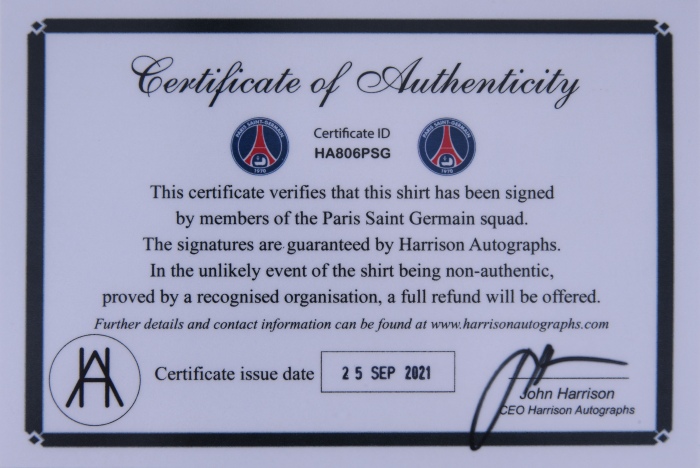 Certificate of Authenticity
Certificate ID
HA806PSG
PARIS SAINT-GERMAIN
1970
PARIS SAINT-GERMAIN
1970
This certificate verifies that this shirt has been signed
by members of the Paris Saint Germain squad.
The signatures are guaranteed by Harrison Autographs.
In the unlikely event of the shirt being non-authentic,
proved by a recognised organisation, a full refund will be offered.
Further details and contact information can be found at www.harrisonautographs.com
HA
Certificate issue date
25 SEP 2021
John Harrison
CEO Harrison Autographs